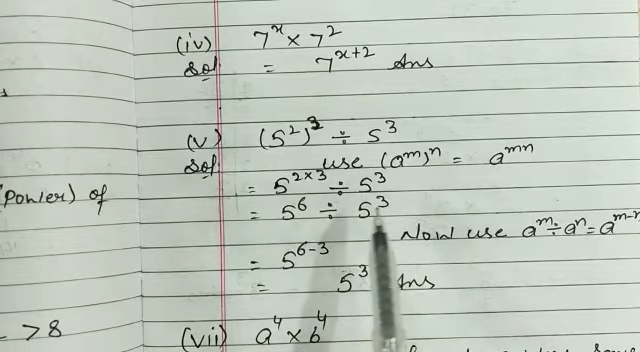 (iv) 7^x × 7^2
Sol = 7^{x+2} Ans
(v) (5^2)^3 ÷ 5^3
Sol use (a^m)^n = a^{mn}
= 5^{2×3} ÷ 5^3
(Power) of
= 5^6 ÷ 5^3
Now use a^m ÷ a^n = a^{m-n}
= 5^{6-3}
= 5^3 Ans
> 8
(vii) a^4 × b^4